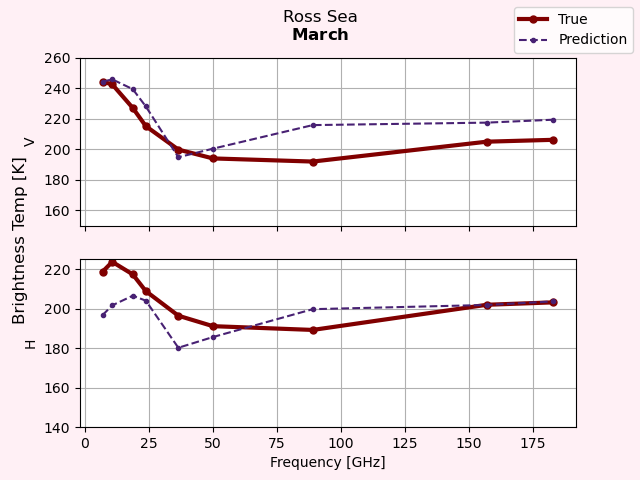 Ross Sea
March
True
Prediction
Brightness Temp [K]
V
260
240
220
200
180
160
H
220
200
180
160
140
0 25 50 75 100 125 150 175
Frequency [GHz]